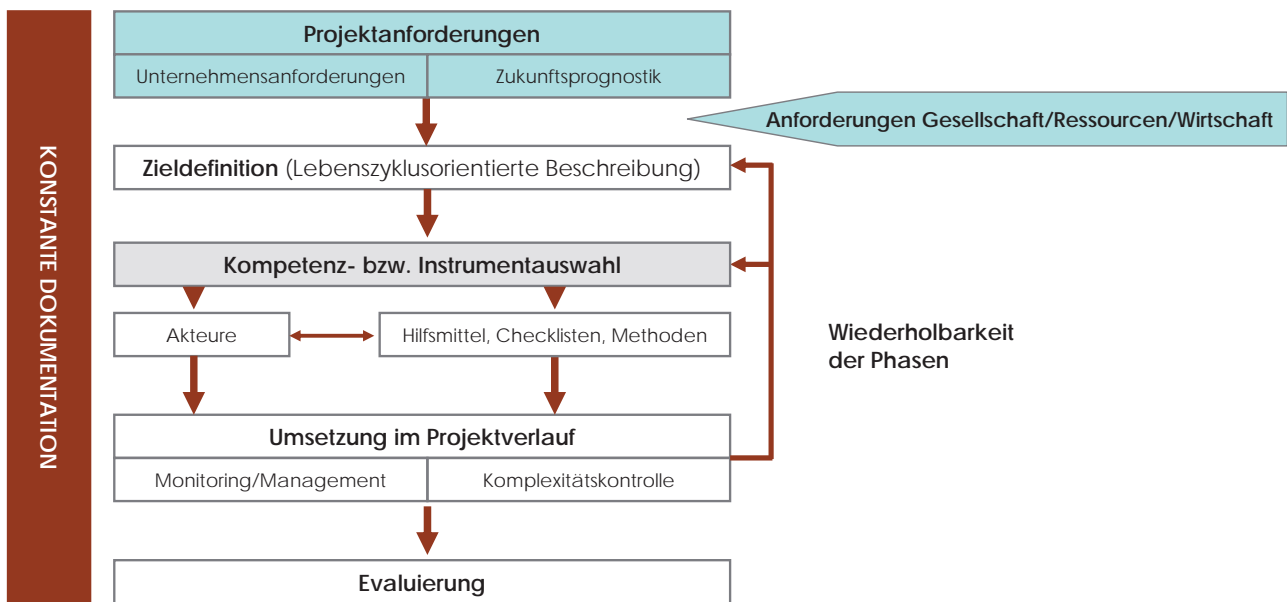 KONSTANTE DOKUMENTATION
Projektanforderungen
Unternehmensanforderungen
Zukunftsprognostik
Anforderungen Gesellschaft/Ressourcen/Wirtschaft
Zieldefinition (Lebenszyklusorientierte Beschreibung)
Kompetenz- bzw. Instrumentauswahl
Akteure
Hilfsmittel, Checklisten, Methoden
Wiederholbarkeit
der Phasen
Umsetzung im Projektverlauf
Monitoring/Management
Komplexitätskontrolle
Evaluierung